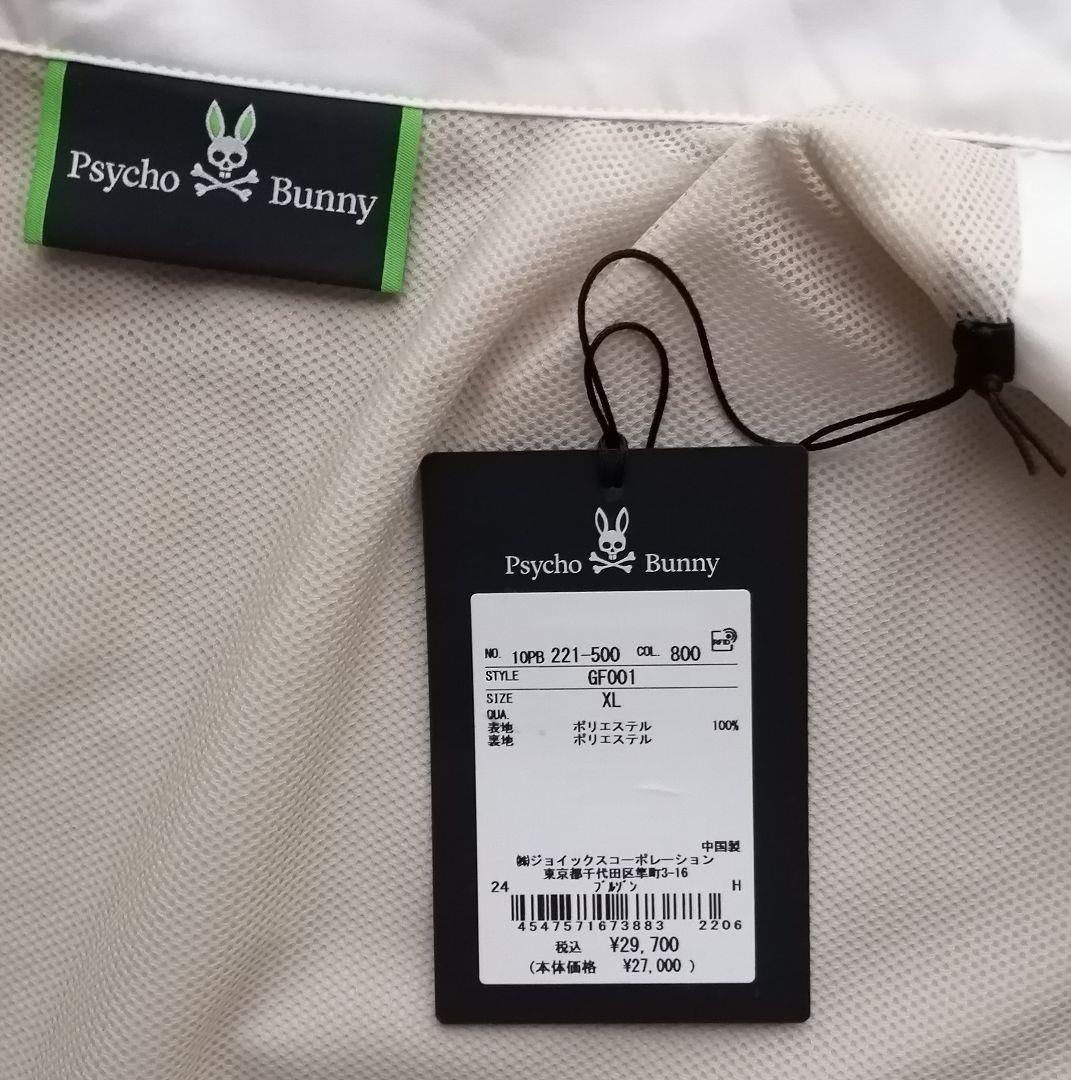 Psycho Bunny
Psycho Bunny
RFID
NO. 10PB 221-500 COL. 800
STYLE GF001
SIZE XL
QUA.
表地 ポリエステル 100%
裏地 ポリエステル
中国製
㈱ジョイックスコーポレーション
東京都千代田区隼町3-16
24 ﾌﾞﾙｿﾞﾝ H
4547571673883 2206
税込 ¥29,700
(本体価格 ¥27,000 )